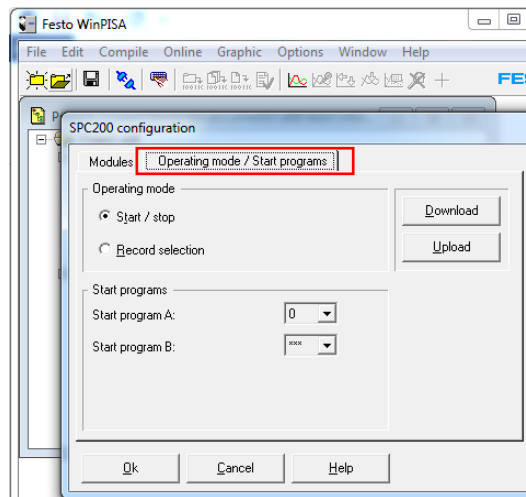 Festo WinPISA
File Edit Compile Online Graphic Options Window Help
FES
P
SPC200 configuration
Modules Operating mode / Start programs
Operating mode
Start / stop
Record selection
Download
Upload
Start programs
Start program A: 0
Start program B: ***
Ok Cancel Help